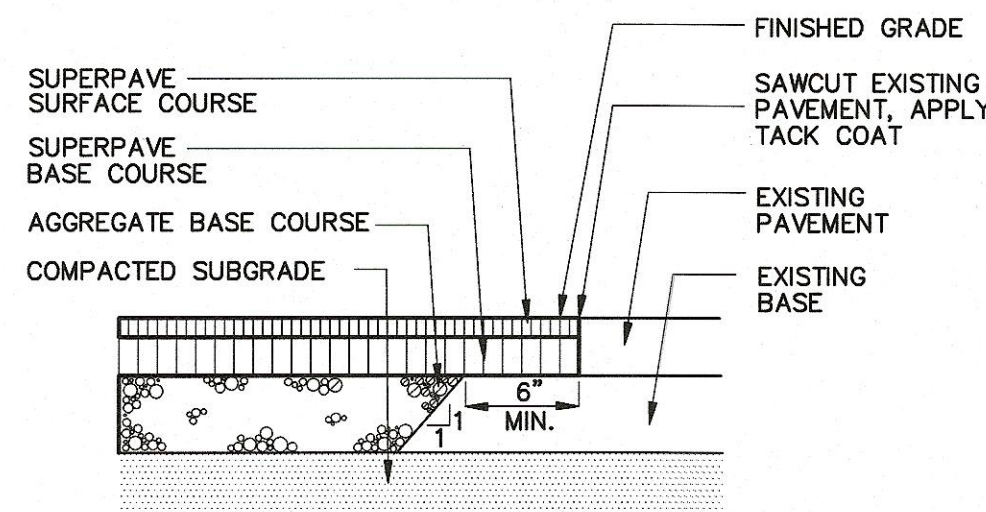 SUPERPAVE
SURFACE COURSE
SUPERPAVE
BASE COURSE
AGGREGATE BASE COURSE
COMPACTED SUBGRADE
FINISHED GRADE
SAWCUT EXISTING
PAVEMENT, APPLY
TACK COAT
EXISTING
PAVEMENT
EXISTING
BASE
6"
MIN.
1
1